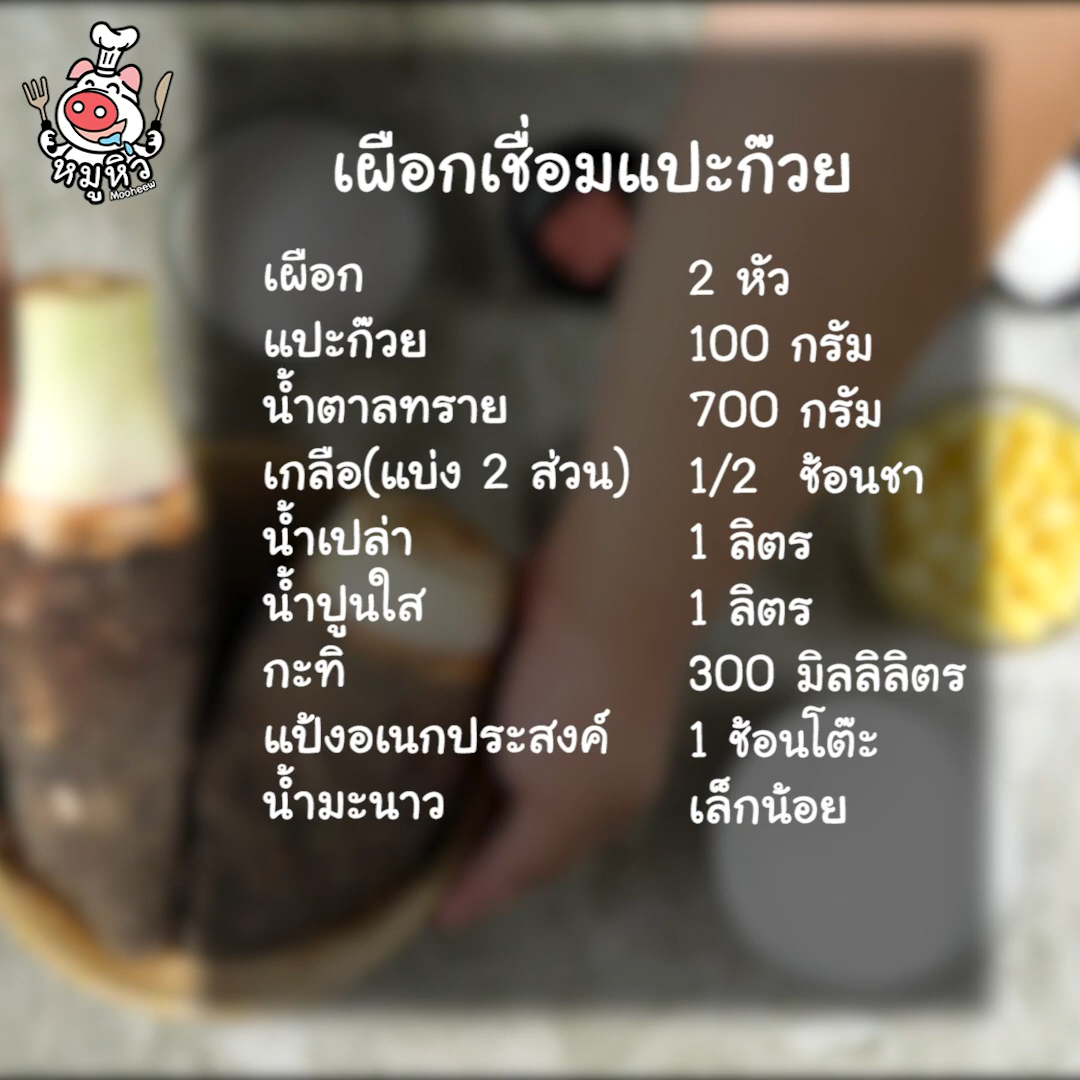 หมูหิว
Mooheew
เผือกเชื่อมแปะก๊วย
เผือก 2 หัว
แปะก๊วย 100 กรัม
น้ำตาลทราย 700 กรัม
เกลือ(แบ่ง 2 ส่วน) 1/2 ช้อนชา
น้ำเปล่า 1 ลิตร
น้ำปูนใส 1 ลิตร
กะทิ 300 มิลลิลิตร
แป้งอเนกประสงค์ 1 ช้อนโต๊ะ
น้ำมะนาว เล็กน้อย